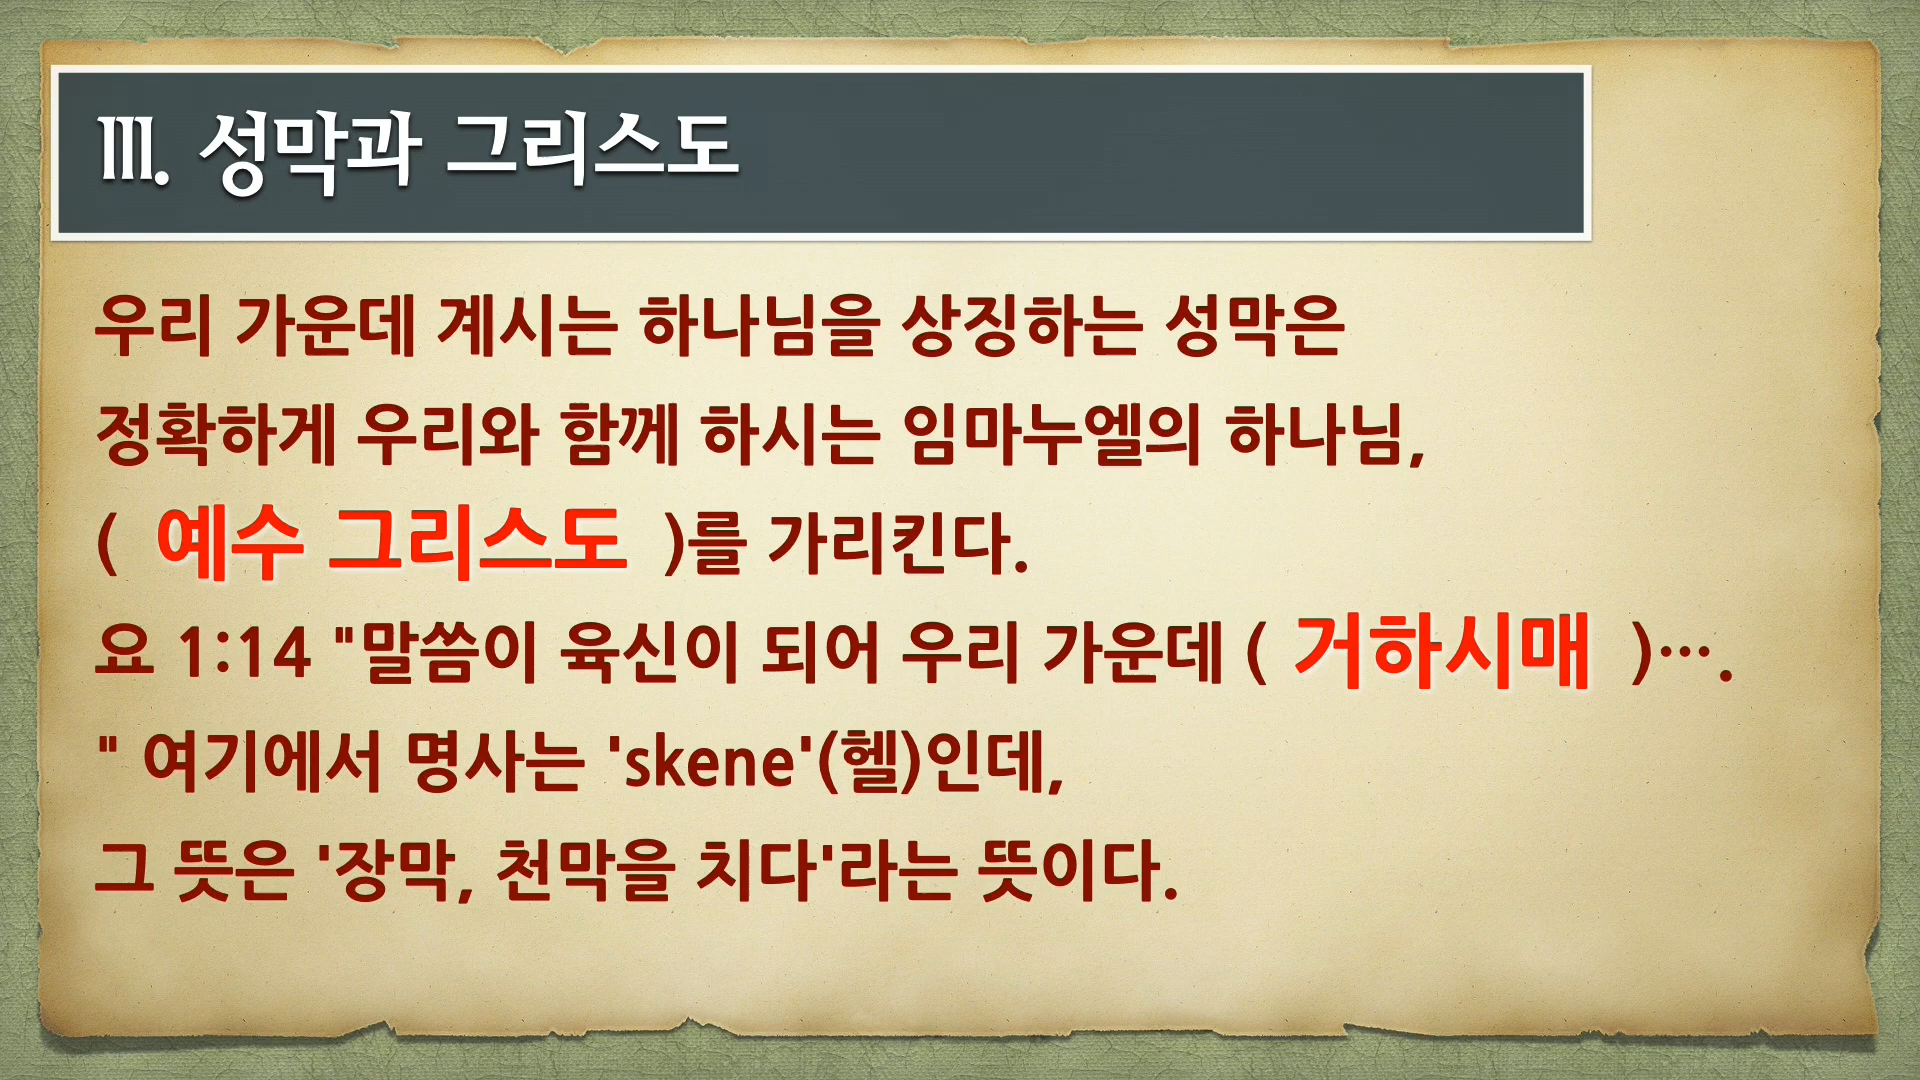 III. 성막과 그리스도
우리 가운데 계시는 하나님을 상징하는 성막은
정확하게 우리와 함께 하시는 임마누엘의 하나님,
( 예수 그리스도 )를 가리킨다.
요 1:14 "말씀이 육신이 되어 우리 가운데 ( 거하시매 )….
" 여기에서 명사는 'skene'(헬)인데,
그 뜻은 '장막, 천막을 치다'라는 뜻이다.